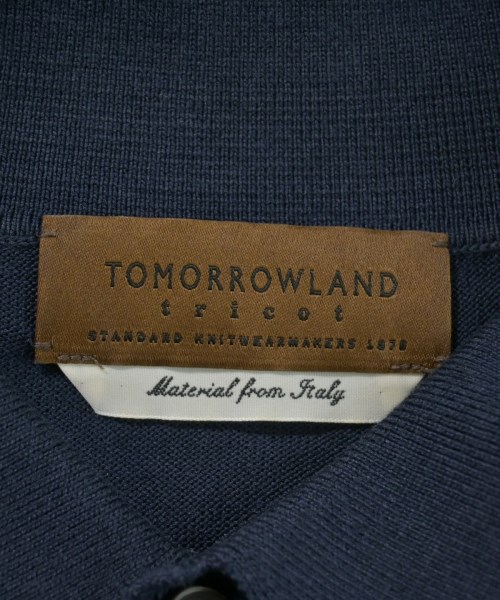 TOMORROWLAND
tricot
STANDARD KNITWEARMAKERS 1978
Material from Italy